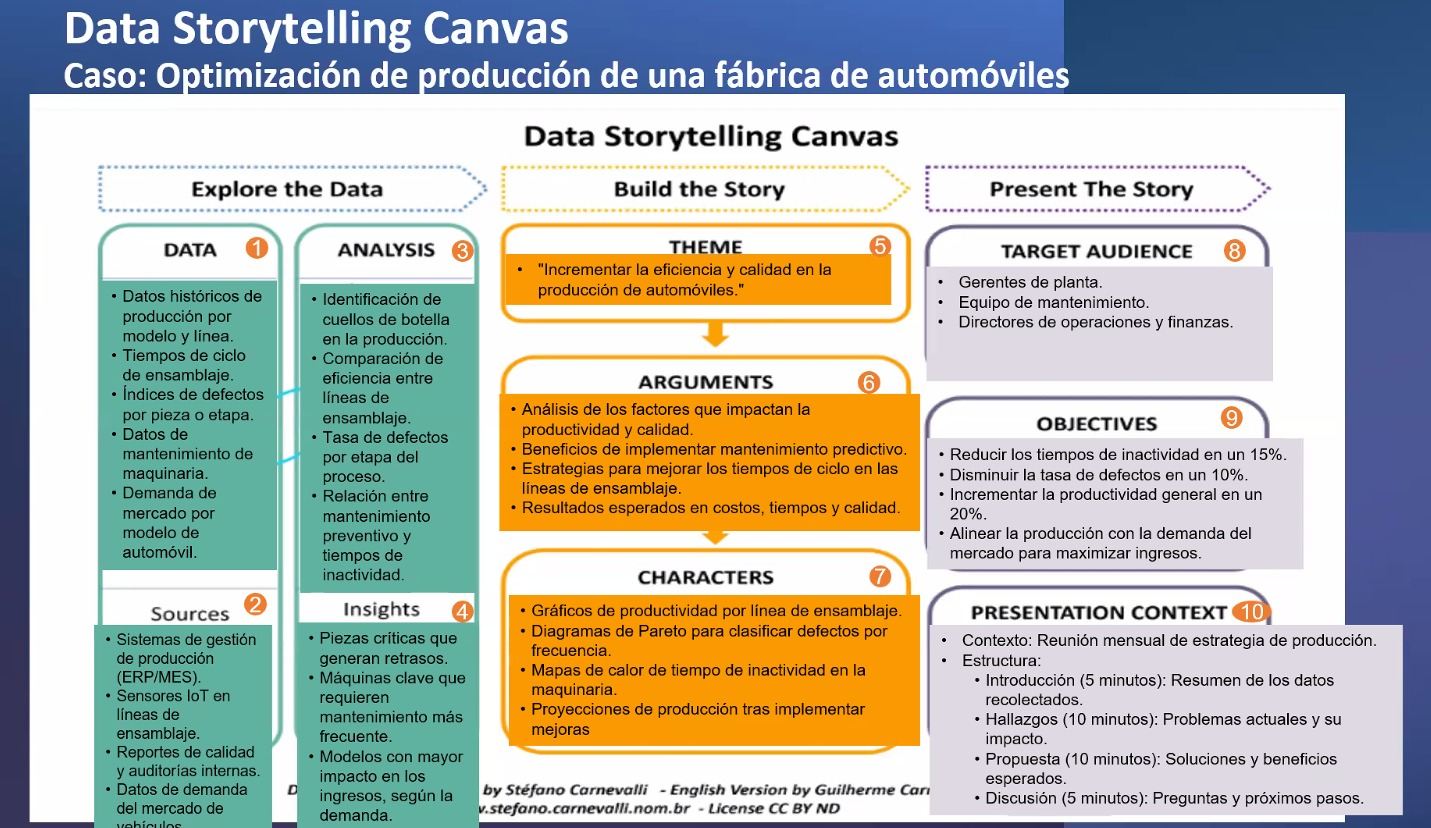 Data Storytelling Canvas
Caso: Optimización de producción de una fábrica de automóviles
Data Storytelling Canvas
Explore the Data
Build the Story
Present The Story
DATA 1
• Datos históricos de
producción por
modelo y línea.
• Tiempos de ciclo
de ensamblaje.
• Índices de defectos
por pieza o etapa.
• Datos de
mantenimiento de
maquinaria.
• Demanda de
mercado por
modelo de
automóvil.
Sources 2
• Sistemas de gestión
de producción
(ERP/MES).
• Sensores IoT en
líneas de
ensamblaje.
• Reportes de calidad
y auditorías internas.
• Datos de demanda
del mercado de
vehículos
ANALYSIS 3
• Identificación de
cuellos de botella
en la producción.
• Comparación de
eficiencia entre
líneas de
ensamblaje.
• Tasa de defectos
por etapa del
proceso.
• Relación entre
mantenimiento
preventivo y
tiempos de
inactividad.
Insights 4
• Piezas críticas que
generan retrasos.
• Máquinas clave que
requieren
mantenimiento más
frecuente.
• Modelos con mayor
impacto en los
ingresos, según la
demanda.
THEME 5
• "Incrementar la eficiencia y calidad en la
producción de automóviles."
ARGUMENTS 6
• Análisis de los factores que impactan la
productividad y calidad.
• Beneficios de implementar mantenimiento predictivo.
• Estrategias para mejorar los tiempos de ciclo en las
líneas de ensamblaje.
• Resultados esperados en costos, tiempos y calidad.
CHARACTERS 7
• Gráficos de productividad por línea de ensamblaje.
• Diagramas de Pareto para clasificar defectos por
frecuencia.
• Mapas de calor de tiempo de inactividad en la
maquinaria.
• Proyecciones de producción tras implementar
mejoras
TARGET AUDIENCE 8
• Gerentes de planta.
• Equipo de mantenimiento.
• Directores de operaciones y finanzas.
OBJECTIVES 9
• Reducir los tiempos de inactividad en un 15%.
• Disminuir la tasa de defectos en un 10%.
• Incrementar la productividad general en un
20%.
• Alinear la producción con la demanda del
mercado para maximizar ingresos.
PRESENTATION CONTEXT 10
• Contexto: Reunión mensual de estrategia de producción.
• Estructura:
• Introducción (5 minutos): Resumen de los datos
recolectados.
• Hallazgos (10 minutos): Problemas actuales y su
impacto.
• Propuesta (10 minutos): Soluciones y beneficios
esperados.
• Discusión (5 minutos): Preguntas y próximos pasos.
by Stéfano Carnevalli - English Version by Guilherme
.stefano.carnevalli.nom.br - License CC BY ND